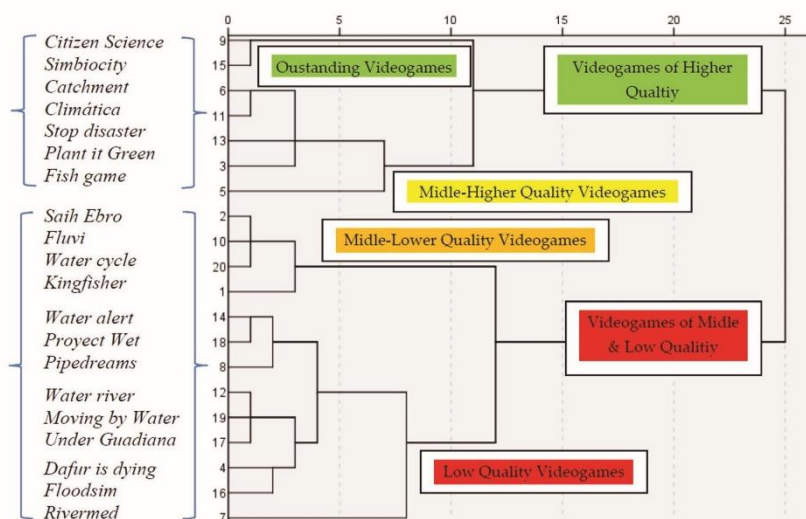 0 5 10 15 20 25
Citizen Science
Simbiocity
Catchment
Climática
Stop disaster
Plant it Green
Fish game
Saih Ebro
Fluvi
Water cycle
Kingfisher
Water alert
Proyect Wet
Pipedreams
Water river
Moving by Water
Under Guadiana
Dafur is dying
Floodsim
Rivermed
9
15
6
11
13
3
5
2
10
20
1
14
18
8
12
19
17
4
16
7
Oustanding Videogames
Videogames of Higher
Qualtiy
Midle-Higher Quality Videogames
Midle-Lower Quality Videogames
Videogames of Midle
& Low Qualitiy
Low Quality Videogames